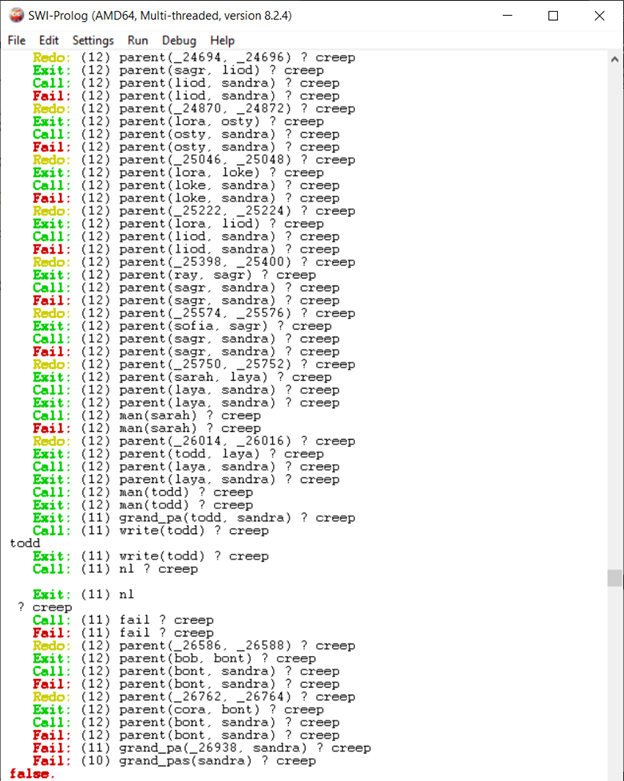 SWI-Prolog (AMD64, Multi-threaded, version 8.2.4)
File Edit Settings Run Debug Help
Redo: (12) parent(_24694, _24696) ? creep
Exit: (12) parent(sagr, liod) ? creep
Call: (12) parent(liod, sandra) ? creep
Fail: (12) parent(liod, sandra) ? creep
Redo: (12) parent(_24870, _24872) ? creep
Exit: (12) parent(lora, osty) ? creep
Call: (12) parent(osty, sandra) ? creep
Fail: (12) parent(osty, sandra) ? creep
Redo: (12) parent(_25046, _25048) ? creep
Exit: (12) parent(lora, loke) ? creep
Call: (12) parent(loke, sandra) ? creep
Fail: (12) parent(loke, sandra) ? creep
Redo: (12) parent(_25222, _25224) ? creep
Exit: (12) parent(lora, liod) ? creep
Call: (12) parent(liod, sandra) ? creep
Fail: (12) parent(liod, sandra) ? creep
Redo: (12) parent(_25398, _25400) ? creep
Exit: (12) parent(ray, sagr) ? creep
Call: (12) parent(sagr, sandra) ? creep
Fail: (12) parent(sagr, sandra) ? creep
Redo: (12) parent(_25574, _25576) ? creep
Exit: (12) parent(sofia, sagr) ? creep
Call: (12) parent(sagr, sandra) ? creep
Fail: (12) parent(sagr, sandra) ? creep
Redo: (12) parent(_25750, _25752) ? creep
Exit: (12) parent(sarah, laya) ? creep
Call: (12) parent(laya, sandra) ? creep
Exit: (12) parent(laya, sandra) ? creep
Call: (12) man(sarah) ? creep
Fail: (12) man(sarah) ? creep
Redo: (12) parent(_26014, _26016) ? creep
Exit: (12) parent(todd, laya) ? creep
Call: (12) parent(laya, sandra) ? creep
Exit: (12) parent(laya, sandra) ? creep
Call: (12) man(todd) ? creep
Exit: (12) man(todd) ? creep
Exit: (11) grand_pa(todd, sandra) ? creep
Call: (11) write(todd) ? creep
todd
Exit: (11) write(todd) ? creep
Call: (11) nl ? creep
Exit: (11) nl
? creep
Call: (11) fail ? creep
Fail: (11) fail ? creep
Redo: (12) parent(_26586, _26588) ? creep
Exit: (12) parent(bob, bont) ? creep
Call: (12) parent(bont, sandra) ? creep
Fail: (12) parent(bont, sandra) ? creep
Redo: (12) parent(_26762, _26764) ? creep
Exit: (12) parent(cora, bont) ? creep
Call: (12) parent(bont, sandra) ? creep
Fail: (12) parent(bont, sandra) ? creep
Fail: (11) grand_pa(_26938, sandra) ? creep
Fail: (10) grand_pas(sandra) ? creep
false.